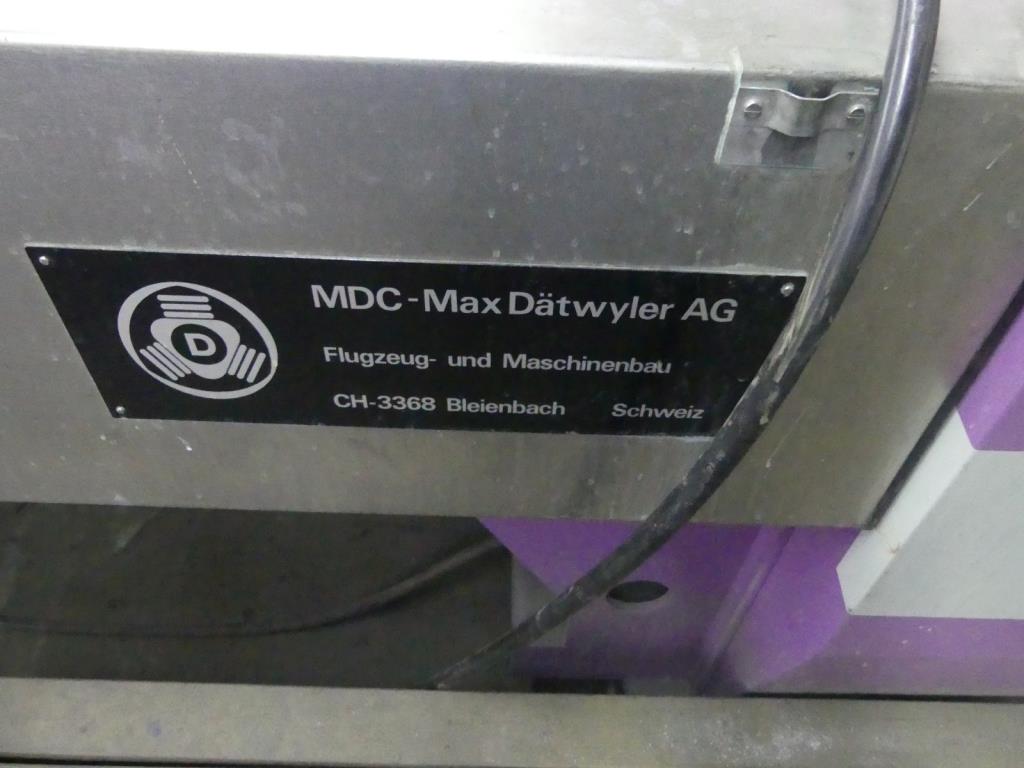 D
MDC-Max Dätwyler AG
Flugzeug- und Maschinenbau
CH-3368 Bleienbach Schweiz